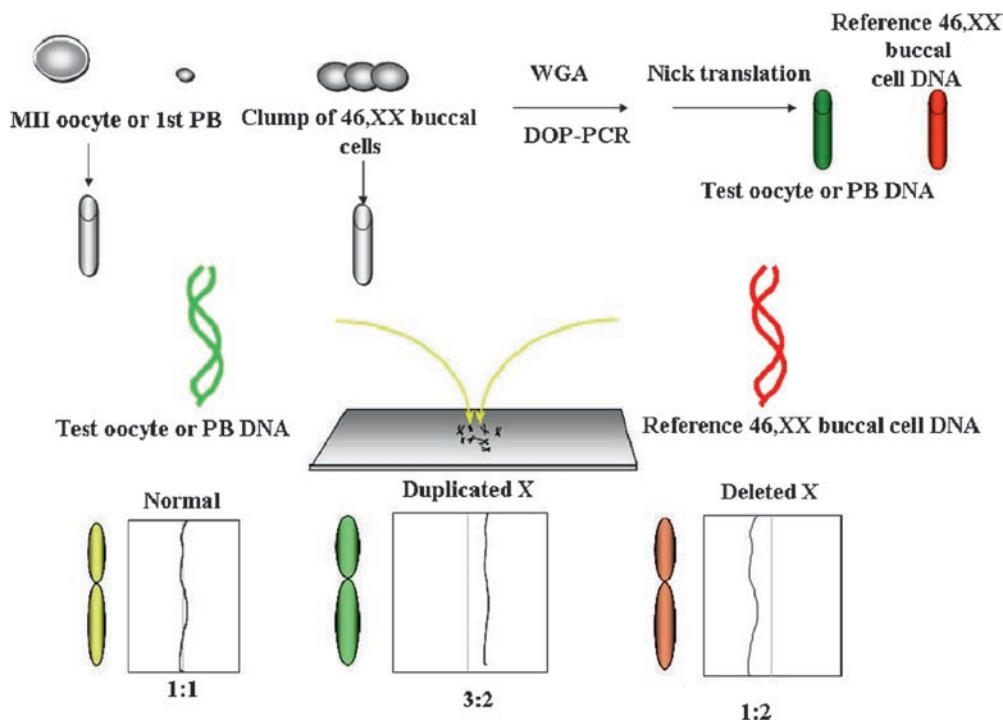 MII oocyte or 1st PB
Clump of 46,XX buccal
cells
WGA
DOP-PCR
Nick translation
Reference 46,XX
buccal
cell DNA
Test oocyte or PB DNA
Test oocyte or PB DNA
Reference 46,XX buccal cell DNA
Normal
Duplicated X
Deleted X
1:1
3:2
1:2